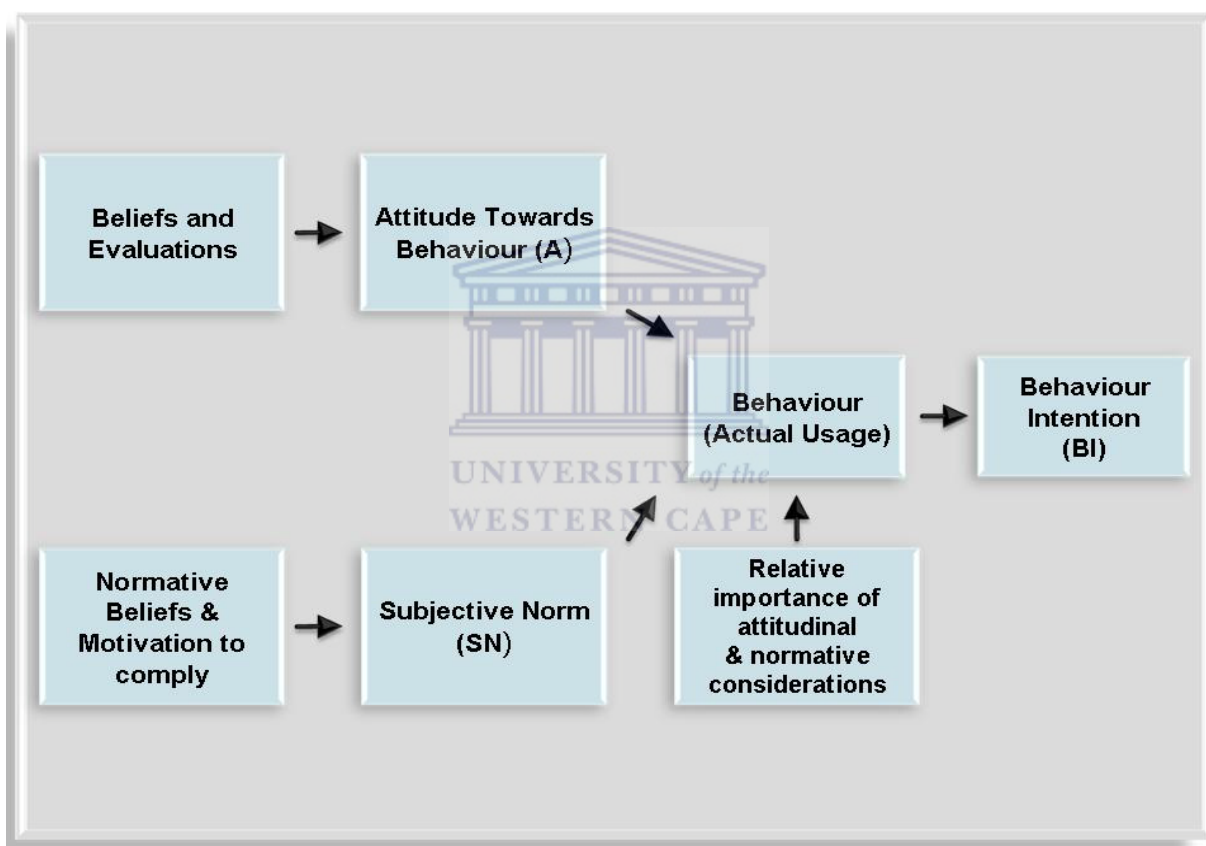 Beliefs and
Evaluations
Attitude Towards
Behaviour (A)
Behaviour
(Actual Usage)
Behaviour
Intention
(BI)
UNIVERSITY of the
WESTERN CAPE
Normative
Beliefs &
Motivation to
comply
Subjective Norm
(SN)
Relative
importance of
attitudinal
& normative
considerations